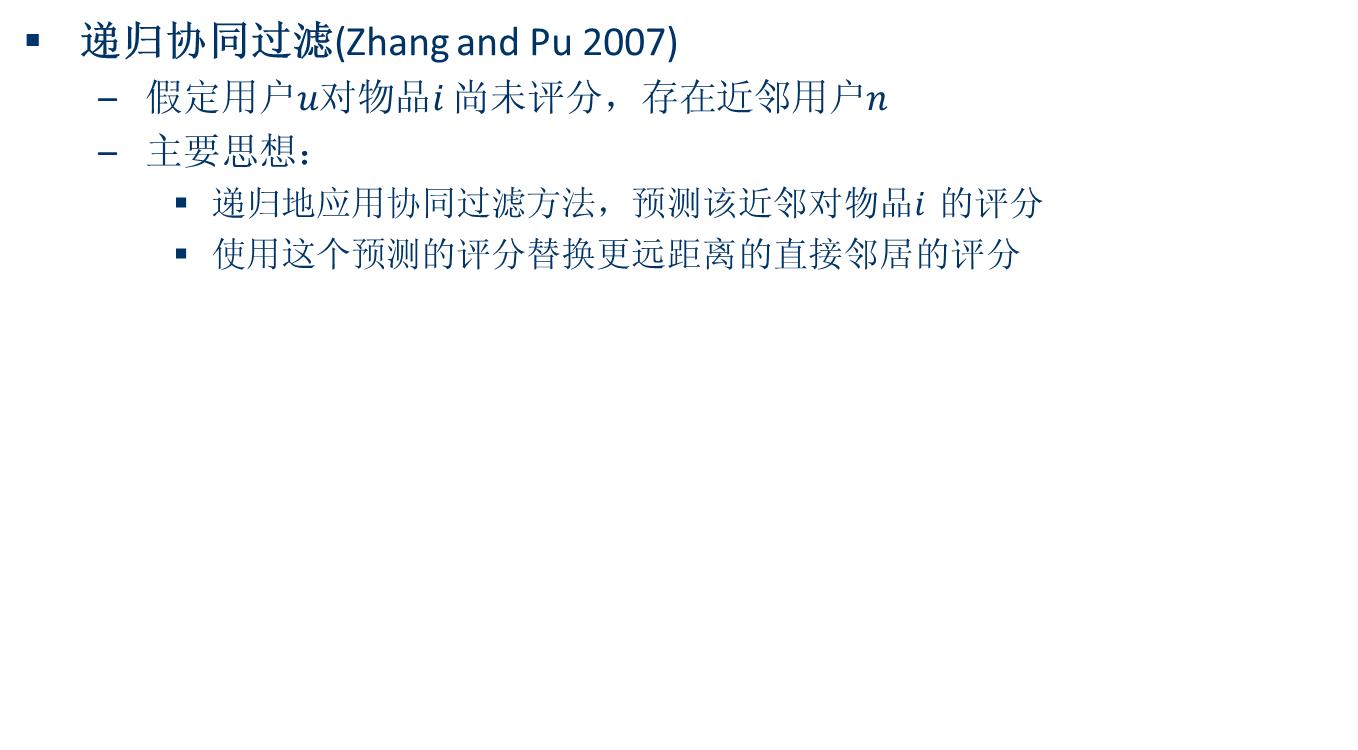 ▪ 递归协同过滤(Zhang and Pu 2007)
– 假定用户u对物品i 尚未评分，存在近邻用户n
– 主要思想：
▪ 递归地应用协同过滤方法，预测该近邻对物品i 的评分
▪ 使用这个预测的评分替换更远距离的直接邻居的评分